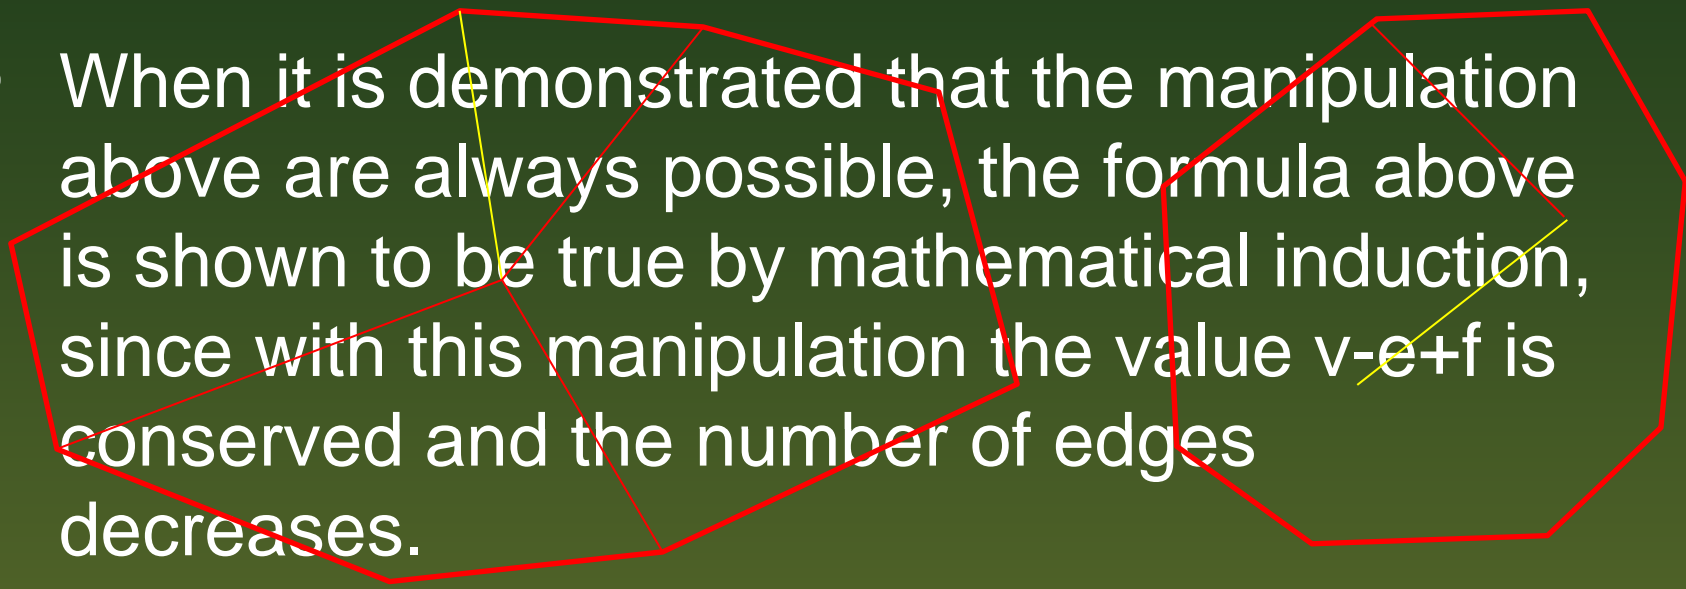 When it is demonstrated that the manipulation
above are always possible, the formula above
is shown to be true by mathematical induction,
since with this manipulation the value v-e+f is
conserved and the number of edges
decreases.